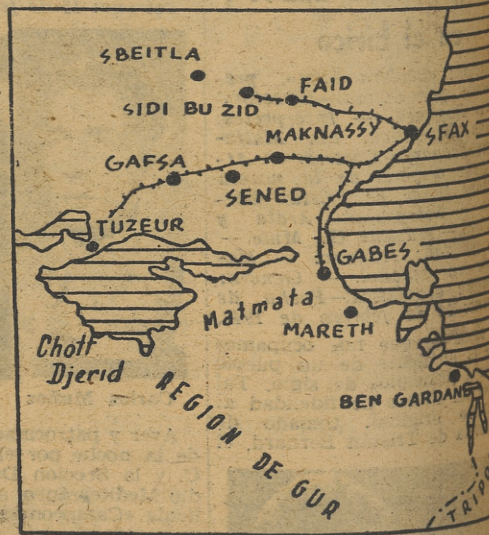 SBEITLA
FAID
SIDI BU ZID
MAKNASSY
SFAX
GAFSA
SENED
TUZEUR
GABES
Matmata
MARETH
Chott
Djerid
BEN GARDANE
REGION DE GUR
TRIPO